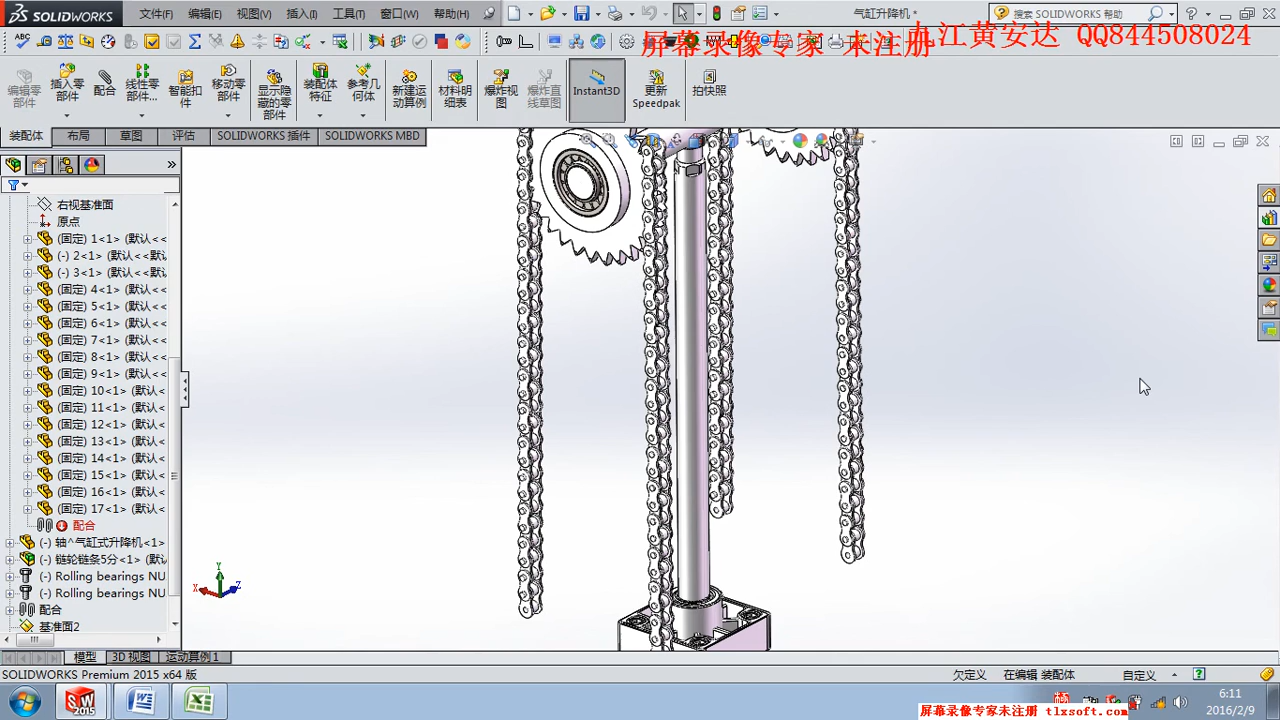 SOLIDWORKS 文件(F) 编辑(E) 视图(V) 插入(I) 工具(T) 窗口(W) 帮助(H) 气缸升降机 * 搜索 SOLIDWORKS 帮助
屏幕录像专家 未注册 九江黄安达 QQ844508024
编辑零部件 插入零部件 配合 线性零部件... 智能扣件 移动零部件 显示隐藏的零部件 装配体特征 参考几何体 新建运动算例 材料明细表 爆炸视图 爆炸直线草图 Instant3D 更新 Speedpak 拍快照
装配体 布局 草图 评估 SOLIDWORKS 插件 SOLIDWORKS MBD
右视基准面
原点
(固定) 1<1> (默认<<
(-) 2<1> (默认<<默认
(-) 3<1> (默认<<
(固定) 4<1> (默认<
(固定) 5<1> (默认<
(固定) 6<1> (默认<
(固定) 7<1> (默认<
(固定) 8<1> (默认<
(固定) 9<1> (默认<
(固定) 10<1> (默认
(固定) 11<1> (默认
(固定) 12<1> (默认
(固定) 13<1> (默认
(固定) 14<1> (默认
(固定) 15<1> (默认
(固定) 16<1> (默认
(固定) 17<1> (默认
配合
(-) 轴^气缸式升降机<1>
(-) 链轮链条5分<1> (默
(-) Rolling bearings NU
(-) Rolling bearings NU
配合
基准面2
Y
X
Z
模型 3D 视图 运动算例 1
SOLIDWORKS Premium 2015 x64 版 欠定义 在编辑 装配体 自定义
6:11
2016/2/9
屏幕录像专家未注册 tlxsoft.com